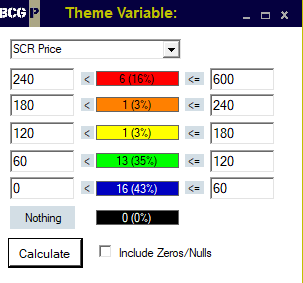 BCG P Theme Variable:
SCR Price
240 < 6 (16%) <= 600
180 < 1 (3%) <= 240
120 < 1 (3%) <= 180
60 < 13 (35%) <= 120
0 < 16 (43%) <= 60
Nothing 0 (0%)
Calculate Include Zeros/Nulls